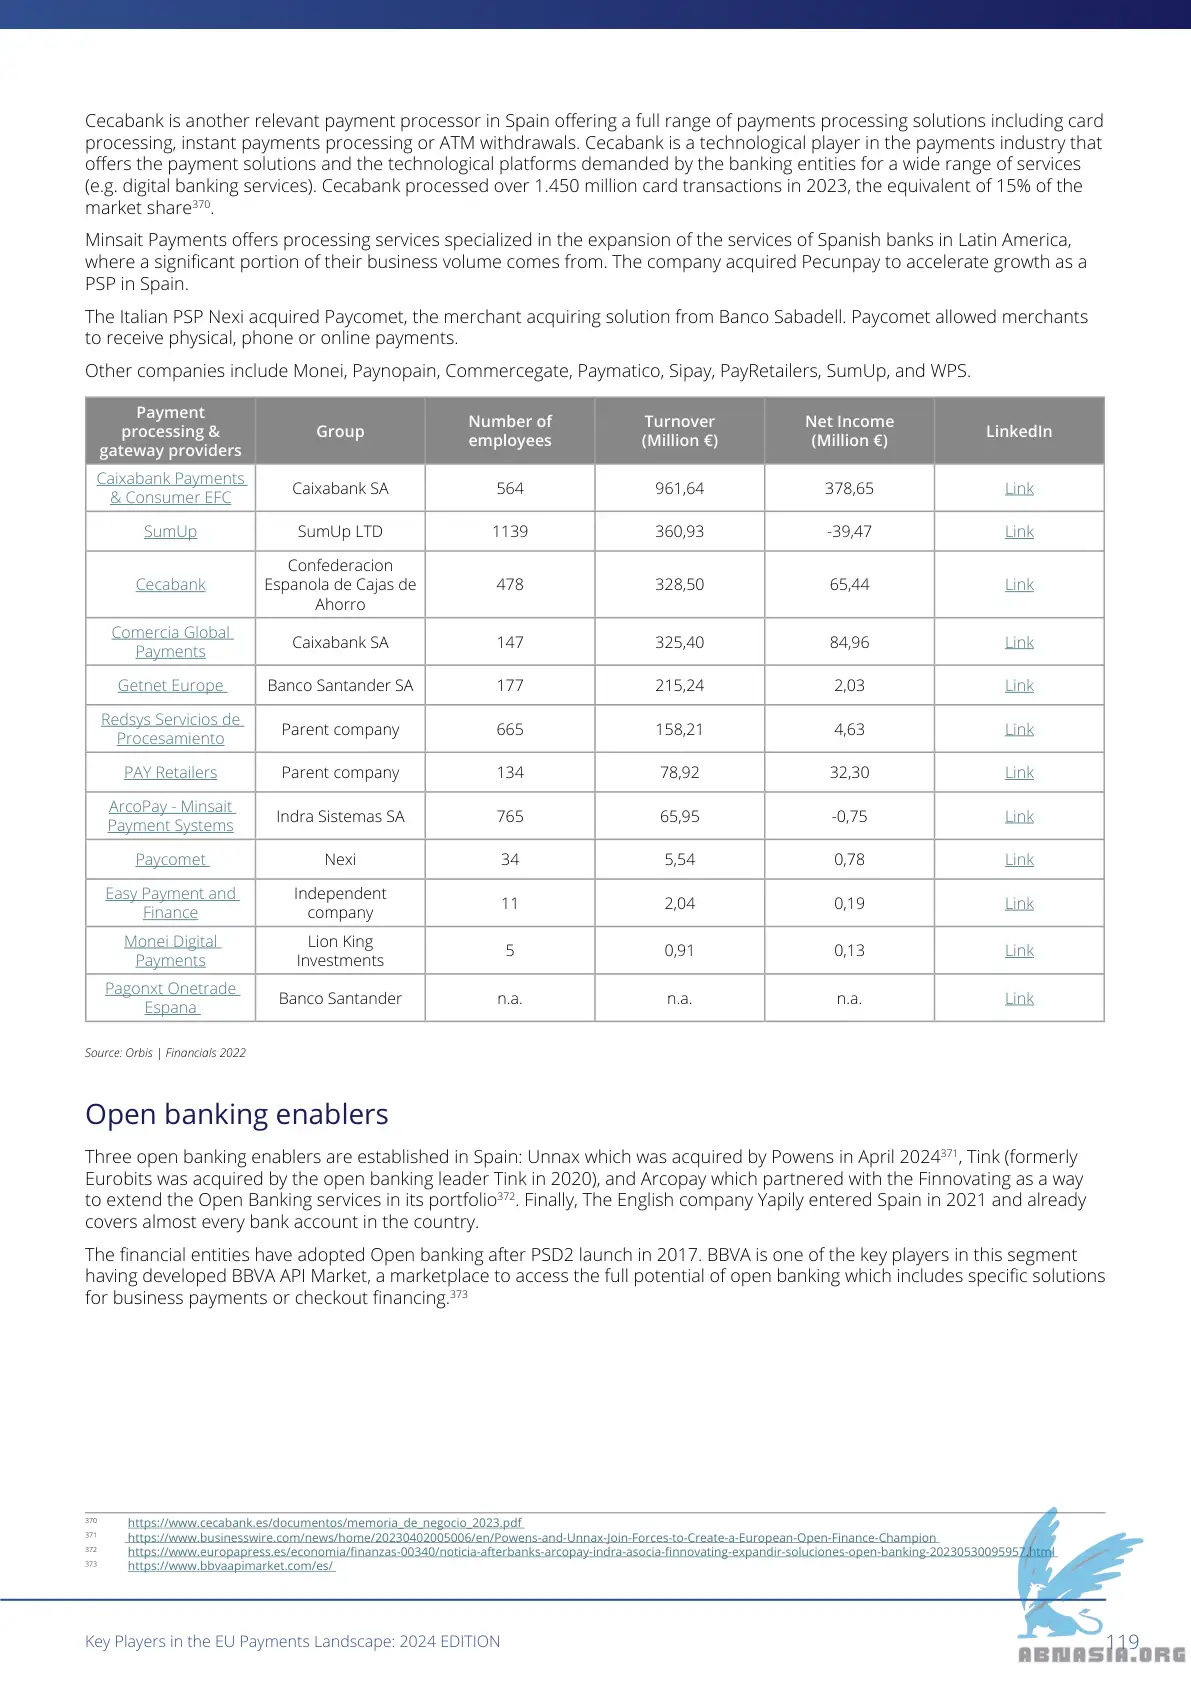 Cecabank is another relevant payment processor in Spain offering a full range of payments processing solutions including card
processing, instant payments processing or ATM withdrawals. Cecabank is a technological player in the payments industry that
offers the payment solutions and the technological platforms demanded by the banking entities for a wide range of services
(e.g. digital banking services). Cecabank processed over 1.450 million card transactions in 2023, the equivalent of 15% of the
market share370.
Minsait Payments offers processing services specialized in the expansion of the services of Spanish banks in Latin America,
where a significant portion of their business volume comes from. The company acquired Pecunpay to accelerate growth as a
PSP in Spain.
The Italian PSP Nexi acquired Paycomet, the merchant acquiring solution from Banco Sabadell. Paycomet allowed merchants
to receive physical, phone or online payments.
Other companies include Monei, Paynopain, Commercegate, Paymatico, Sipay, PayRetailers, SumUp, and WPS.
Payment
processing &
gateway providers
Group
Number of
employees
Turnover
(Million €)
Net Income
(Million €)
LinkedIn
Caixabank Payments
& Consumer EFC
Caixabank SA
564
961,64
378,65
Link
SumUp
SumUp LTD
1139
360,93
-39,47
Link
Cecabank
Confederacion
Espanola de Cajas de
Ahorro
478
328,50
65,44
Link
Comercia Global
Payments
Caixabank SA
147
325,40
84,96
Link
Getnet Europe
Banco Santander SA
177
215,24
2,03
Link
Redsys Servicios de
Procesamiento
Parent company
665
158,21
4,63
Link
PAY Retailers
Parent company
134
78,92
32,30
Link
ArcoPay - Minsait
Payment Systems
Indra Sistemas SA
765
65,95
-0,75
Link
Paycomet
Nexi
34
5,54
0,78
Link
Easy Payment and
Finance
Independent
company
11
2,04
0,19
Link
Monei Digital
Payments
Lion King
Investments
5
0,91
0,13
Link
Pagonxt Onetrade
Espana
Banco Santander
n.a.
n.a.
n.a.
Link
Source: Orbis | Financials 2022
Open banking enablers
Three open banking enablers are established in Spain: Unnax which was acquired by Powens in April 2024371, Tink (formerly
Eurobits was acquired by the open banking leader Tink in 2020), and Arcopay which partnered with the Finnovating as a way
to extend the Open Banking services in its portfolio372. Finally, The English company Yapily entered Spain in 2021 and already
covers almost every bank account in the country.
The financial entities have adopted Open banking after PSD2 launch in 2017. BBVA is one of the key players in this segment
having developed BBVA API Market, a marketplace to access the full potential of open banking which includes specific solutions
for business payments or checkout financing.373
370 https://www.cecabank.es/documentos/memoria_de_negocio_2023.pdf
371 https://www.businesswire.com/news/home/20230402005006/en/Powens-and-Unnax-Join-Forces-to-Create-a-European-Open-Finance-Champion
372 https://www.europapress.es/economia/finanzas-00340/noticia-afterbanks-arcopay-indra-asocia-finnovating-expandir-soluciones-open-banking-20230530095957.html
373 https://www.bbvaapimarket.com/es/
Key Players in the EU Payments Landscape: 2024 EDITION
119
ABNASIA.ORG